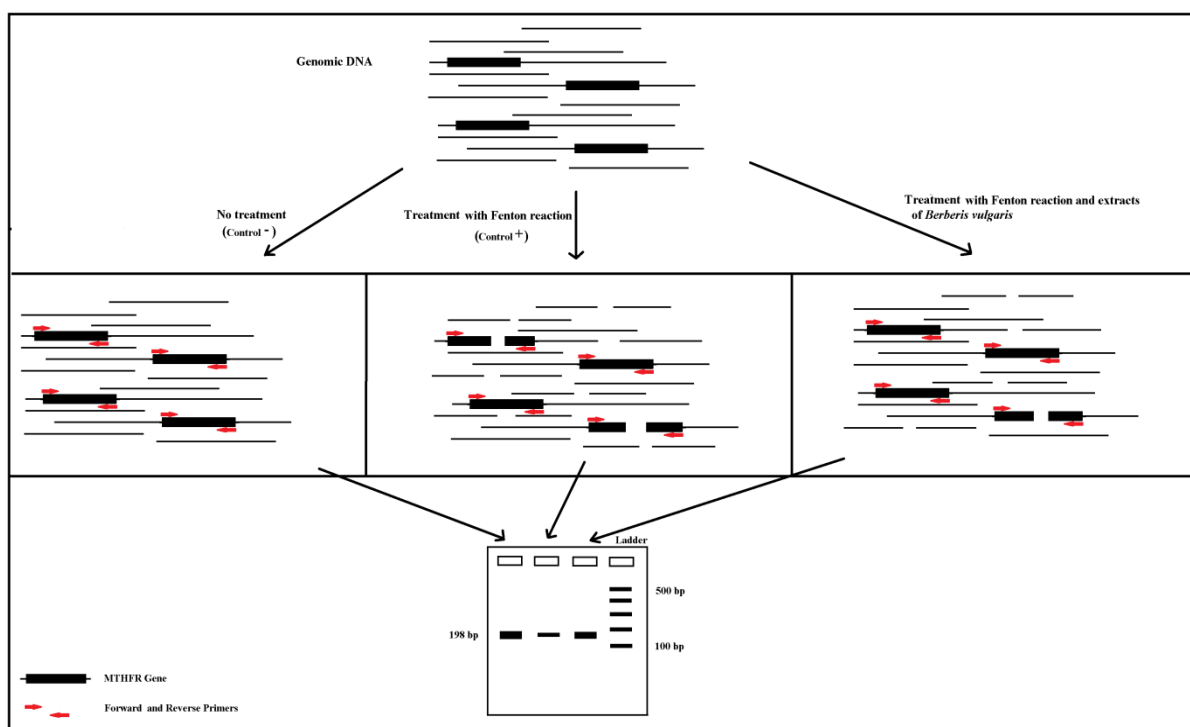 Genomic DNA
No treatment
(Control -)
Treatment with Fenton reaction
(Control +)
Treatment with Fenton reaction and extracts
of Berberis vulgaris
Ladder
500 bp
198 bp
100 bp
MTHFR Gene
Forward and Reverse Primers